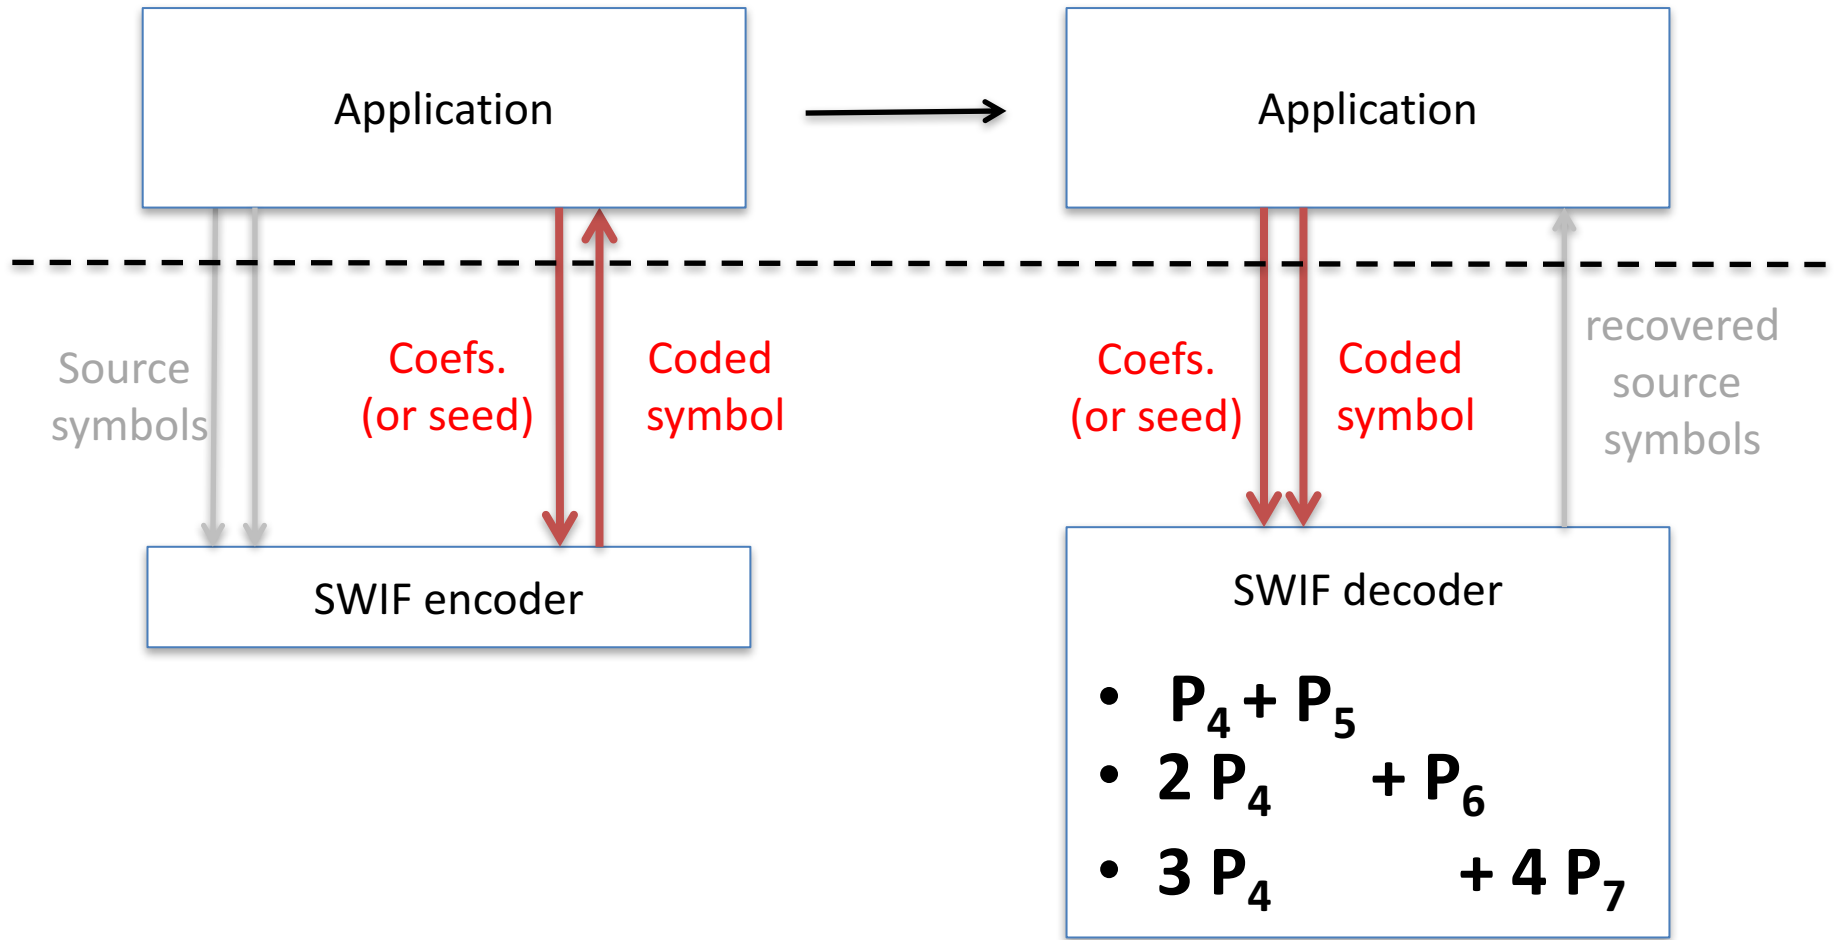 Application
Application
Source
symbols
Coefs.
(or seed)
Coded
symbol
Coefs.
(or seed)
Coded
symbol
recovered
source
symbols
SWIF encoder
SWIF decoder
• P₄ + P₅
• 2 P₄ + P₆
• 3 P₄ + 4 P₇